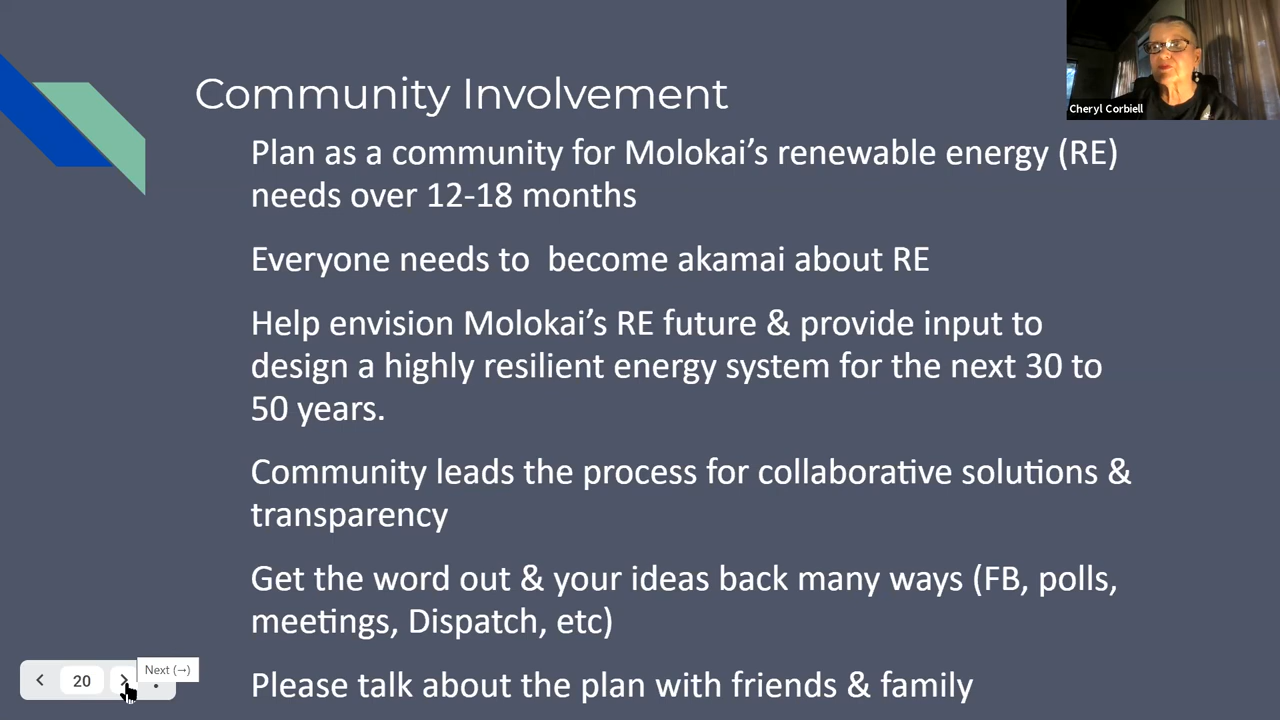 Cheryl Corbiell
Community Involvement
Plan as a community for Molokai’s renewable energy (RE)
needs over 12-18 months
Everyone needs to  become akamai about RE
Help envision Molokai’s RE future & provide input to
design a highly resilient energy system for the next 30 to
50 years.
Community leads the process for collaborative solutions &
transparency
Get the word out & your ideas back many ways (FB, polls,
meetings, Dispatch, etc)
Please talk about the plan with friends & family
20
Next (→)